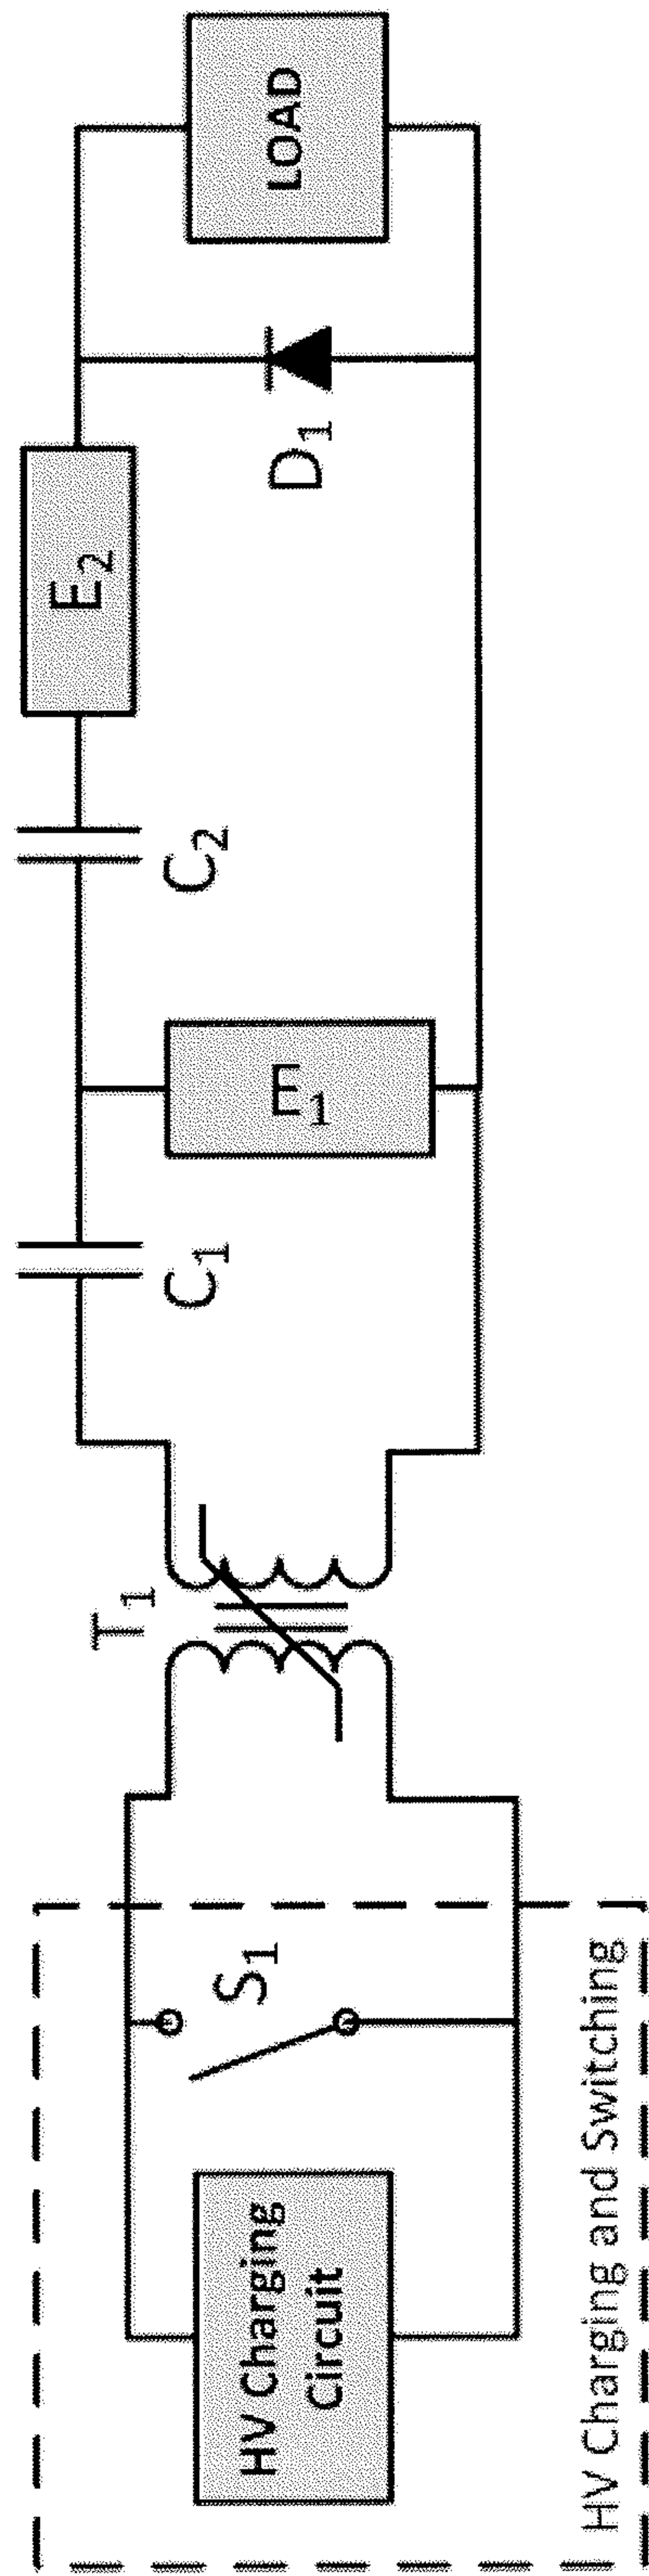 HV Charging
Circuit
S1
HV Charging and Switching
T1
C1
E1
C2
E2
D1
LOAD